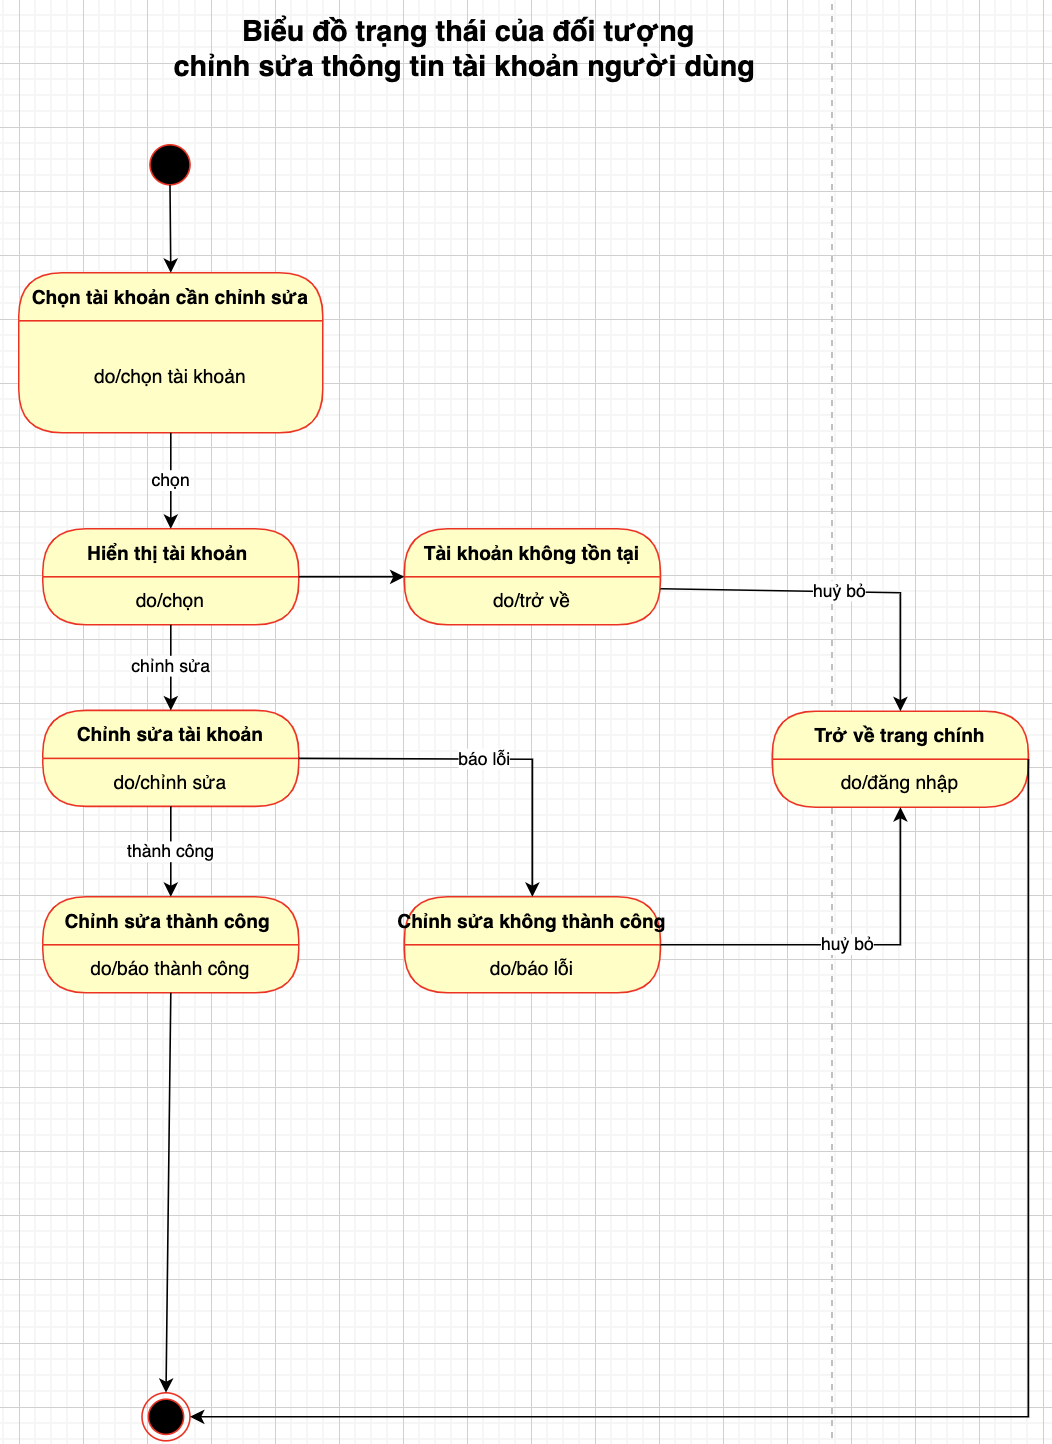 Biểu đồ trạng thái của đối tượng
chỉnh sửa thông tin tài khoản người dùng
Chọn tài khoản cần chỉnh sửa
do/chọn tài khoản
chọn
Hiển thị tài khoản
do/chọn
Tài khoản không tồn tại
do/trở về
huỷ bỏ
chỉnh sửa
Chỉnh sửa tài khoản
do/chỉnh sửa
báo lỗi
Trở về trang chính
do/đăng nhập
thành công
Chỉnh sửa thành công
do/báo thành công
Chỉnh sửa không thành công
do/báo lỗi
huỷ bỏ